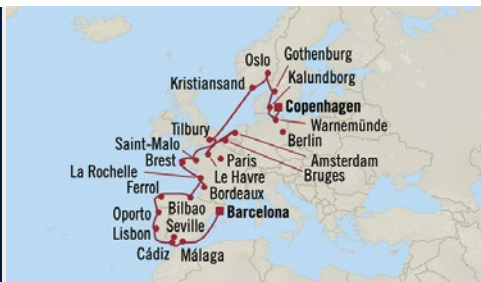 Gothenburg
Oslo
Kalundborg
Kristiansand
Copenhagen
Tilbury
Warnemünde
Saint-Malo
Berlin
Brest
Paris
Amsterdam
La Rochelle
Le Havre
Bruges
Ferrol
Bordeaux
Bilbao
Oporto
Seville
Barcelona
Lisbon
Cádiz
Málaga